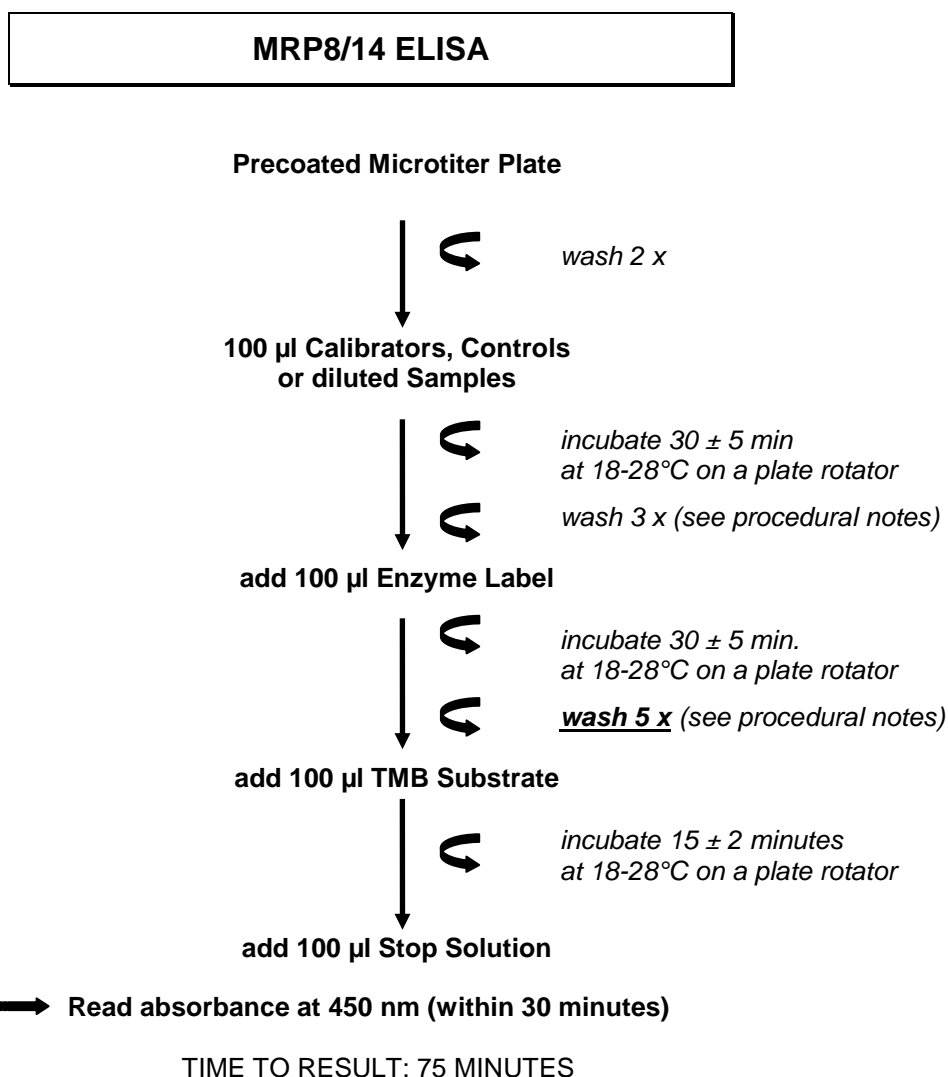 MRP8/14 ELISA
Precoated Microtiter Plate
wash 2 x
100 µl Calibrators, Controls
or diluted Samples
incubate 30 ± 5 min
at 18-28°C on a plate rotator
wash 3 x (see procedural notes)
add 100 µl Enzyme Label
incubate 30 ± 5 min.
at 18-28°C on a plate rotator
wash 5 x (see procedural notes)
add 100 µl TMB Substrate
incubate 15 ± 2 minutes
at 18-28°C on a plate rotator
add 100 µl Stop Solution
Read absorbance at 450 nm (within 30 minutes)
TIME TO RESULT: 75 MINUTES